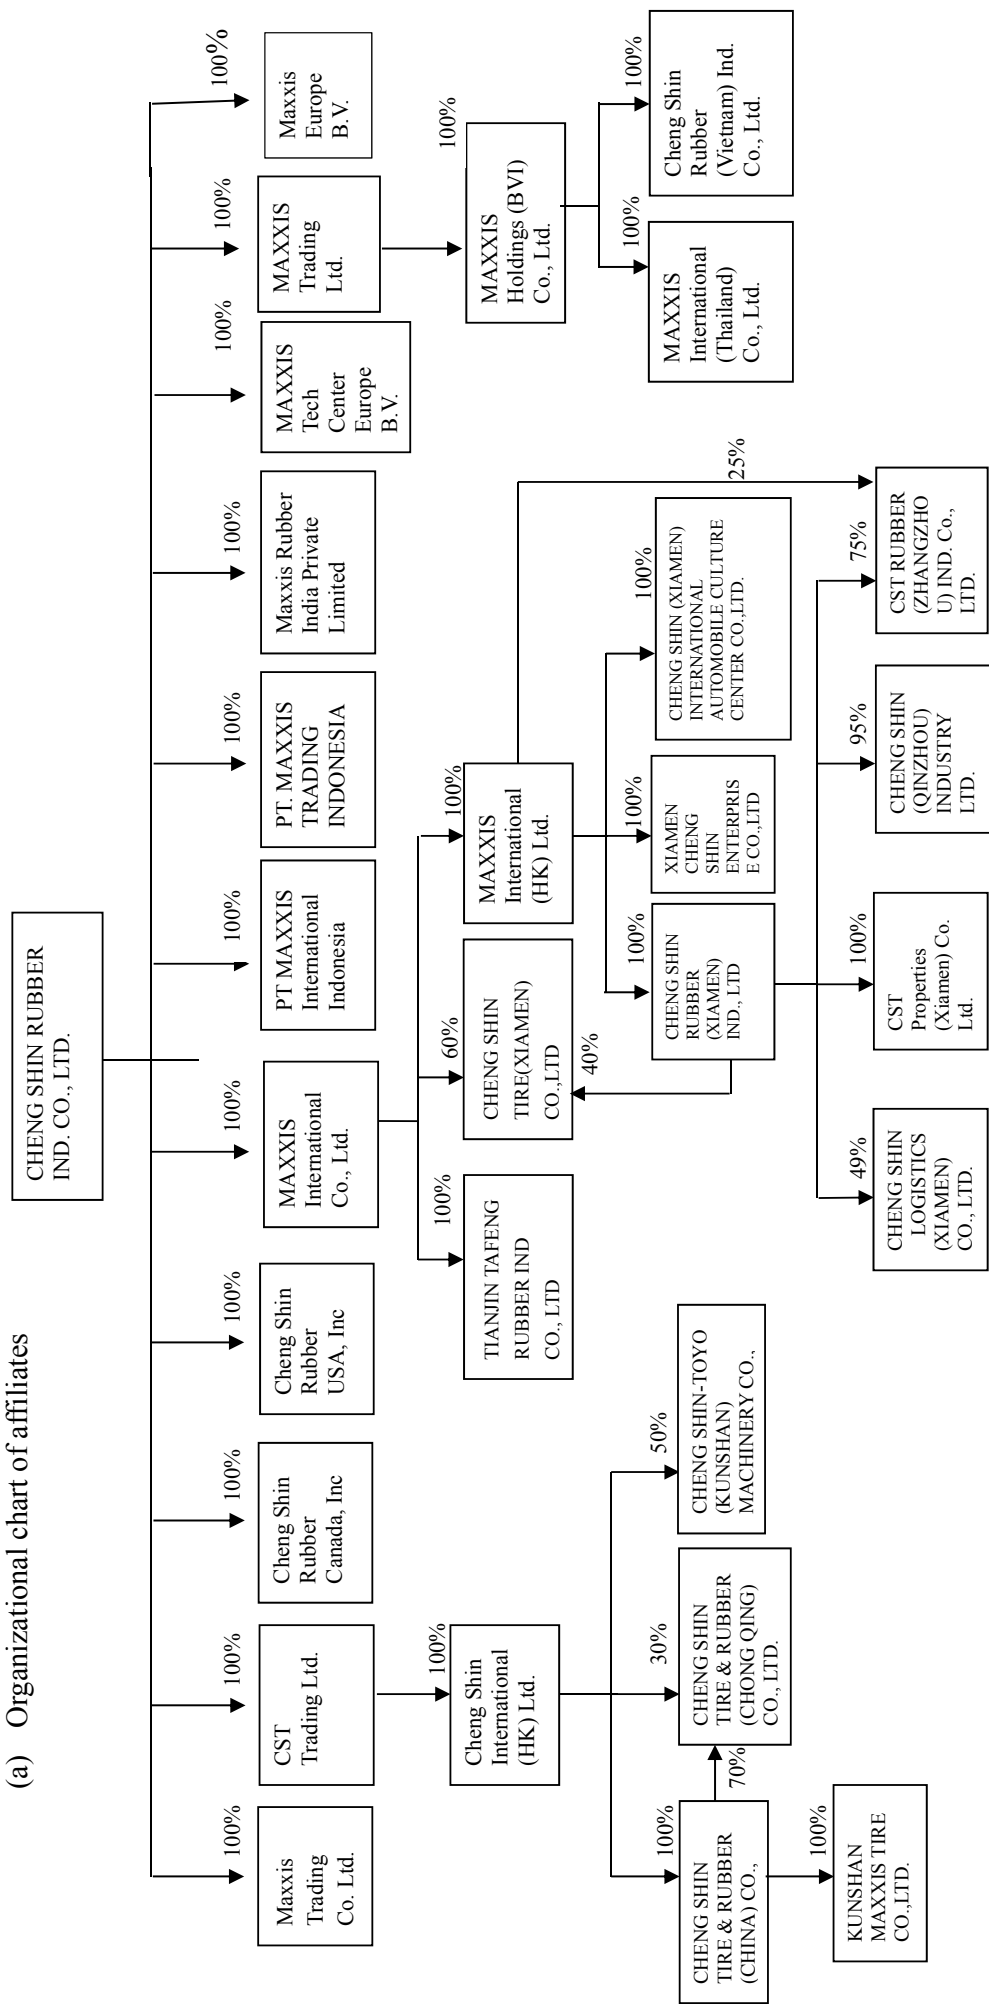 (a) Organizational chart of affiliates
CHENG SHIN RUBBER
IND. CO., LTD.
100%
Maxxis
Trading
Co. Ltd.
100%
CST
Trading Ltd.
100%
Cheng Shin
Rubber
Canada, Inc
100%
Cheng Shin
Rubber
USA, Inc
100%
MAXXIS
International
Co., Ltd.
100%
PT MAXXIS
International
Indonesia
100%
PT. MAXXIS
TRADING
INDONESIA
100%
Maxxis Rubber
India Private
Limited
100%
MAXXIS
Tech
Center
Europe
B.V.
100%
MAXXIS
Trading
Ltd.
100%
Maxxis
Europe
B.V.
100%
Cheng Shin
International
(HK) Ltd.
100%
TIANJIN TAFENG
RUBBER IND
CO., LTD
60%
CHENG SHIN
TIRE(XIAMEN)
CO.,LTD
40%
100%
MAXXIS
International
(HK) Ltd.
100%
MAXXIS
Holdings (BVI)
Co., Ltd.
100%
CHENG SHIN
TIRE & RUBBER
(CHINA) CO.,
70%
30%
CHENG SHIN
TIRE & RUBBER
(CHONG QING)
CO., LTD.
50%
CHENG SHIN-TOYO
(KUNSHAN)
MACHINERY CO.,
100%
CHENG SHIN
RUBBER
(XIAMEN)
IND., LTD
100%
XIAMEN
CHENG
SHIN
ENTERPRIS
E CO.,LTD
100%
CHENG SHIN (XIAMEN)
INTERNATIONAL
AUTOMOBILE CULTURE
CENTER CO.,LTD.
25%
100%
MAXXIS
International
(Thailand)
Co., Ltd.
100%
Cheng Shin
Rubber
(Vietnam) Ind.
Co., Ltd.
100%
KUNSHAN
MAXXIS TIRE
CO.,LTD.
49%
CHENG SHIN
LOGISTICS
(XIAMEN)
CO., LTD.
100%
CST
Properties
(Xiamen) Co.
Ltd.
95%
CHENG SHIN
(QINZHOU)
INDUSTRY
LTD.
75%
CST RUBBER
(ZHANGZHO
U) IND. Co.,
LTD.